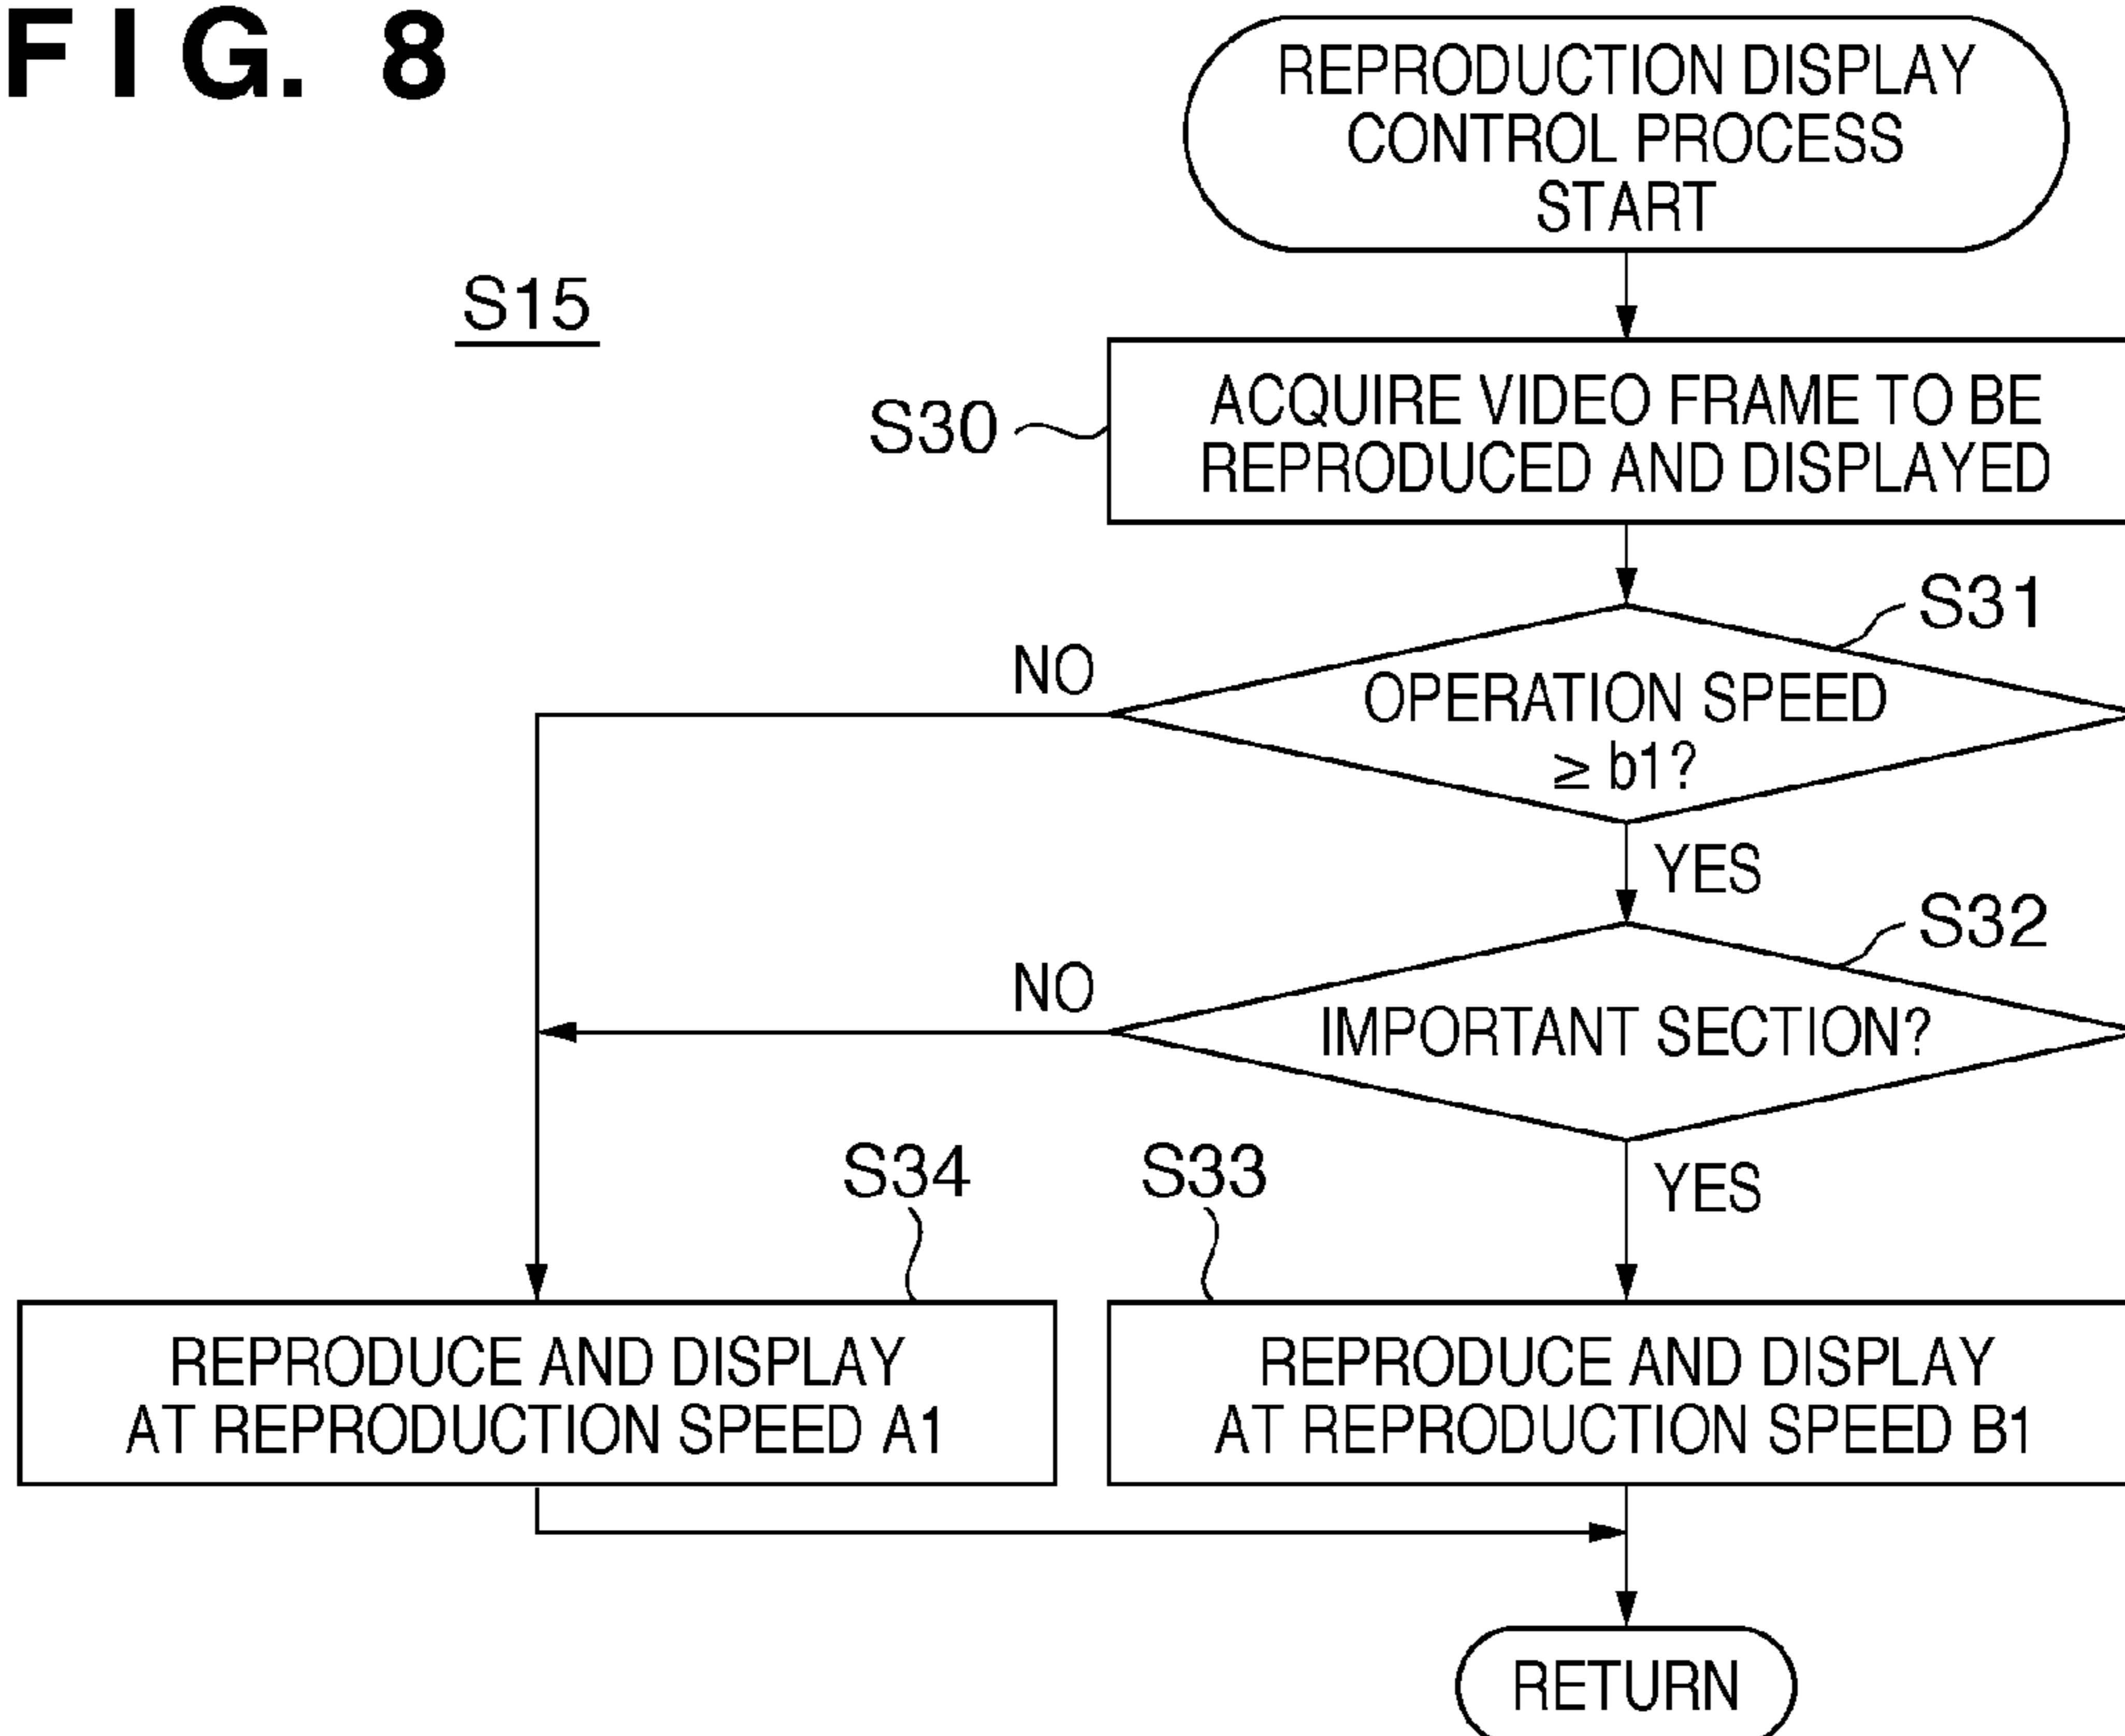 FIG. 8
REPRODUCTION DISPLAY
CONTROL PROCESS
START
S15
S30
ACQUIRE VIDEO FRAME TO BE
REPRODUCED AND DISPLAYED
S31
NO
OPERATION SPEED
≥ b1?
YES
S32
NO
IMPORTANT SECTION?
S34
S33
YES
REPRODUCE AND DISPLAY
AT REPRODUCTION SPEED A1
REPRODUCE AND DISPLAY
AT REPRODUCTION SPEED B1
RETURN